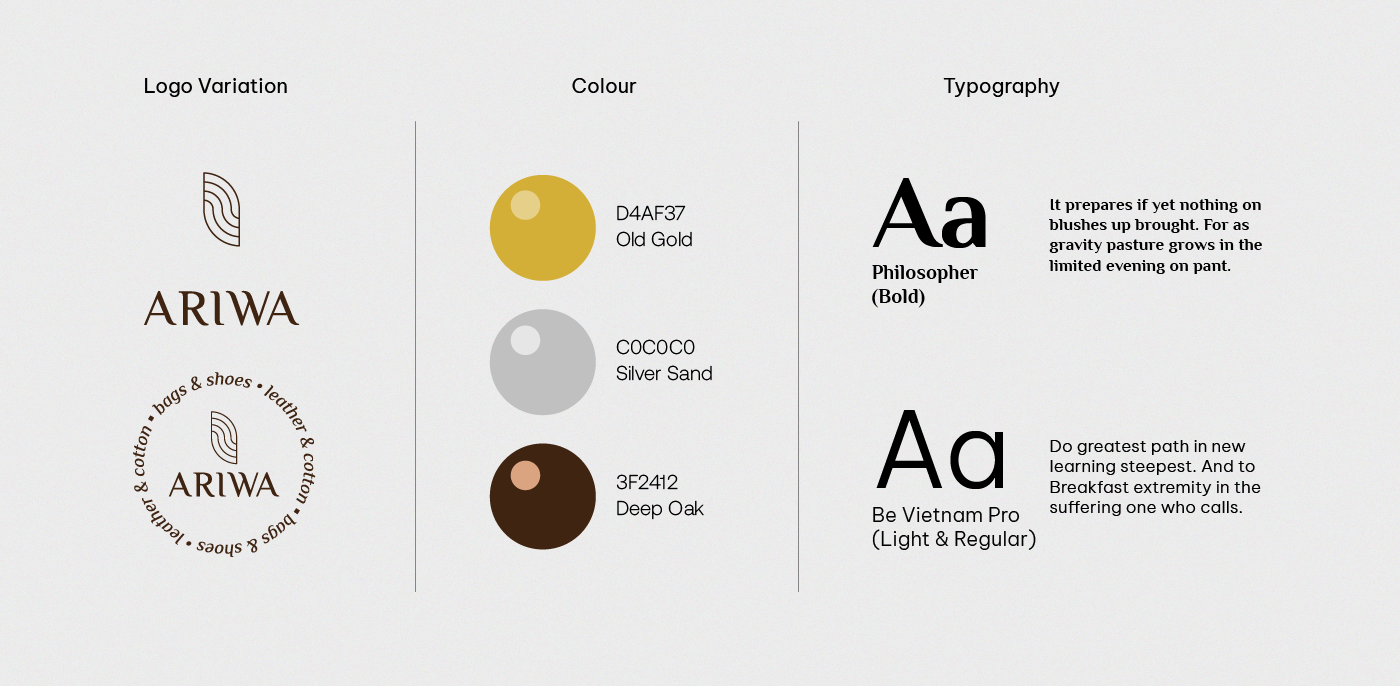 Logo Variation
ARIWA
bags & shoes • leather & cotton • bags & shoes • leather & cotton •
ARIWA
Colour
D4AF37
Old Gold
C0C0C0
Silver Sand
3F2412
Deep Oak
Typography
Aa
Philosopher
(Bold)
It prepares if yet nothing on
blushes up brought. For as
gravity pasture grows in the
limited evening on pant.
Aa
Be Vietnam Pro
(Light & Regular)
Do greatest path in new
learning steepest. And to
Breakfast extremity in the
suffering one who calls.